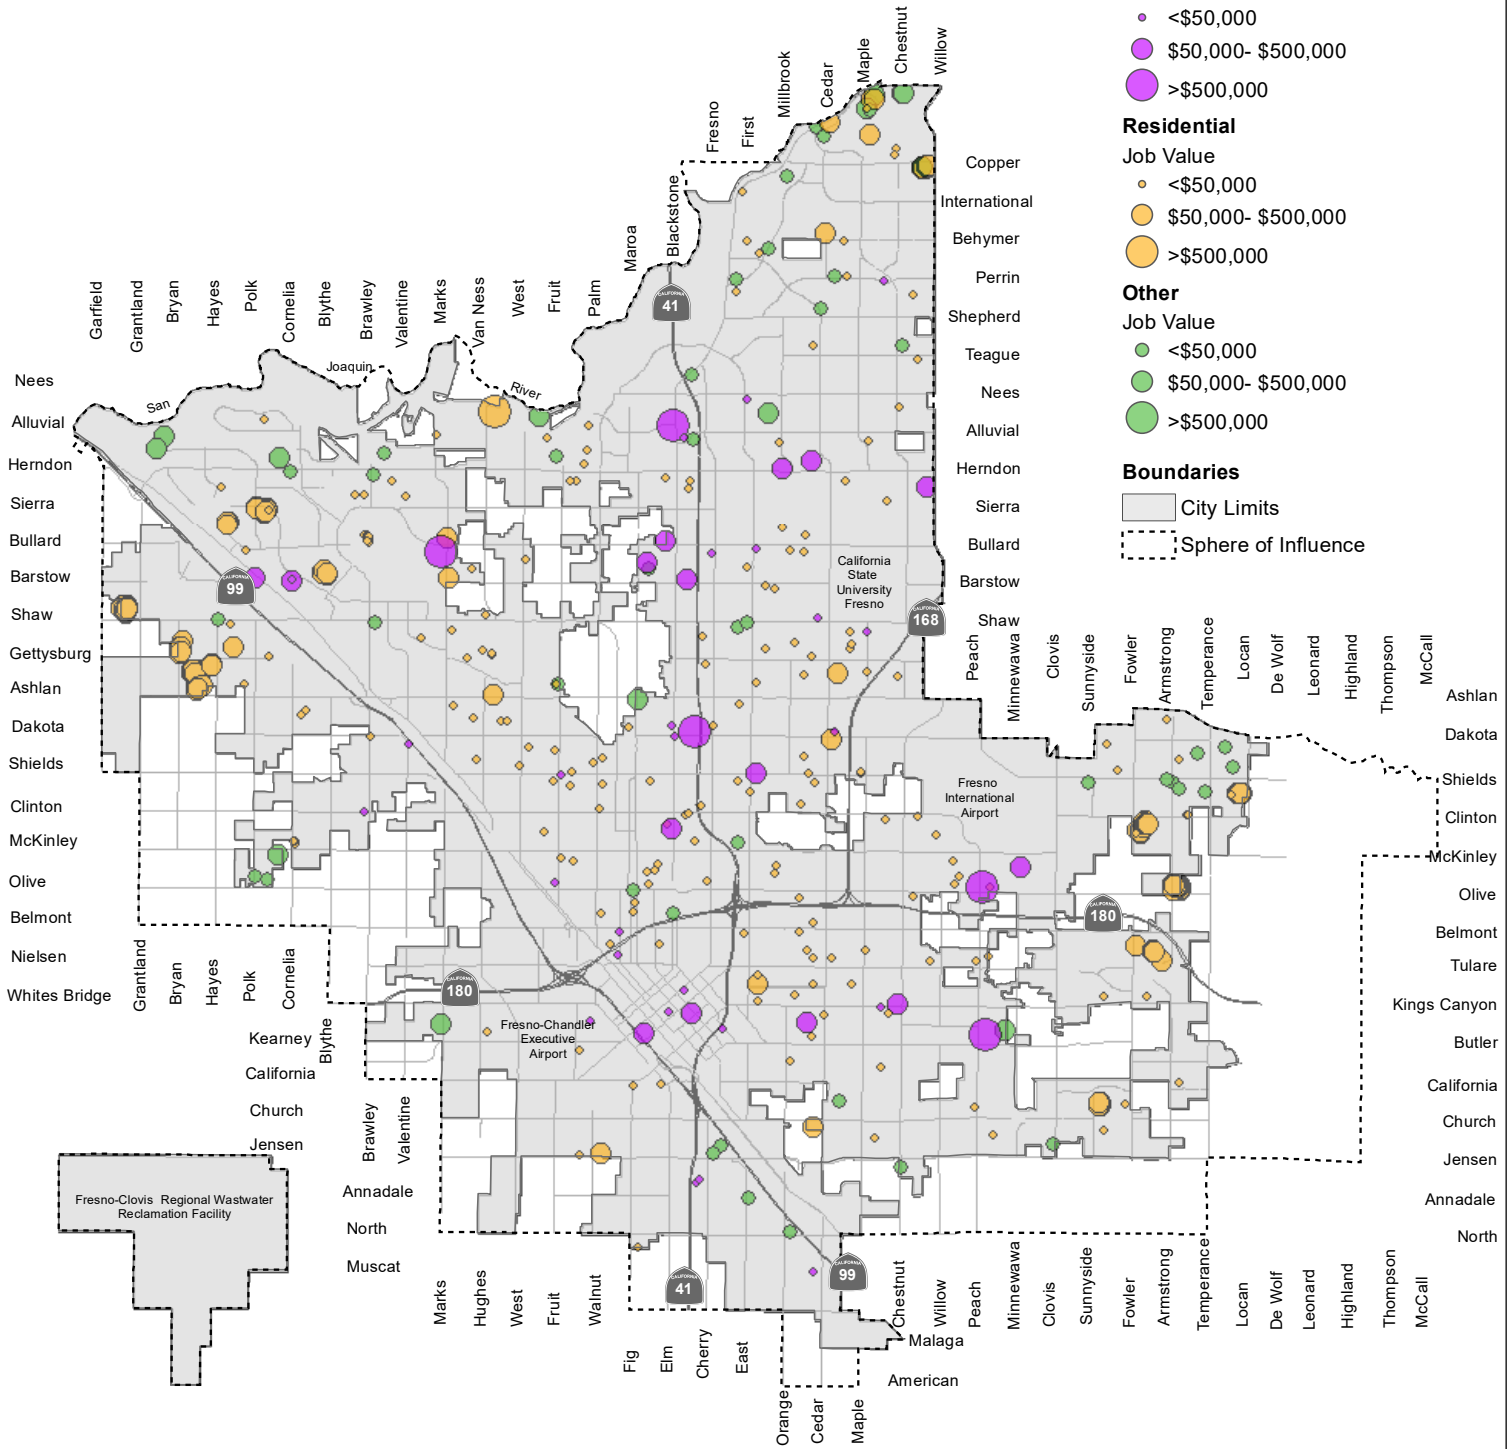 <$50,000
$50,000- $500,000
>$500,000
Residential
Job Value
<$50,000
$50,000- $500,000
>$500,000
Other
Job Value
<$50,000
$50,000- $500,000
>$500,000
Boundaries
City Limits
Sphere of Influence
Garfield
Grantland
Bryan
Hayes
Polk
Cornelia
Blythe
Brawley
Valentine
Marks
Van Ness
West
Fruit
Palm
Maroa
Blackstone
Fresno
First
Millbrook
Cedar
Maple
Chestnut
Willow
Copper
International
Behymer
Perrin
Shepherd
Teague
Nees
Alluvial
Herndon
Sierra
Bullard
Barstow
Shaw
Nees
Alluvial
Herndon
Sierra
Bullard
Barstow
Shaw
Gettysburg
Ashlan
Dakota
Shields
Clinton
McKinley
Olive
Belmont
Nielsen
Whites Bridge
San
Joaquin
River
CALIFORNIA
41
CALIFORNIA
99
CALIFORNIA
168
California
State
University
Fresno
Peach
Minnewawa
Clovis
Sunnyside
Fowler
Armstrong
Temperance
Locan
De Wolf
Leonard
Highland
Thompson
McCall
Ashlan
Dakota
Shields
Clinton
McKinley
Olive
Belmont
Tulare
Kings Canyon
Butler
California
Church
Jensen
Annadale
North
Fresno
International
Airport
CALIFORNIA
180
CALIFORNIA
180
Fresno-Chandler
Executive
Airport
Grantland
Bryan
Hayes
Polk
Cornelia
Blythe
Kearney
California
Church
Jensen
Brawley
Valentine
Annadale
North
Muscat
Fresno-Clovis Regional Wastwater
Reclamation Facility
Marks
Hughes
West
Fruit
Walnut
Fig
Elm
Cherry
East
Orange
Cedar
Maple
CALIFORNIA
41
CALIFORNIA
99
Chestnut
Willow
Peach
Minnewawa
Clovis
Sunnyside
Fowler
Armstrong
Temperance
Locan
De Wolf
Leonard
Highland
Thompson
McCall
Malaga
American